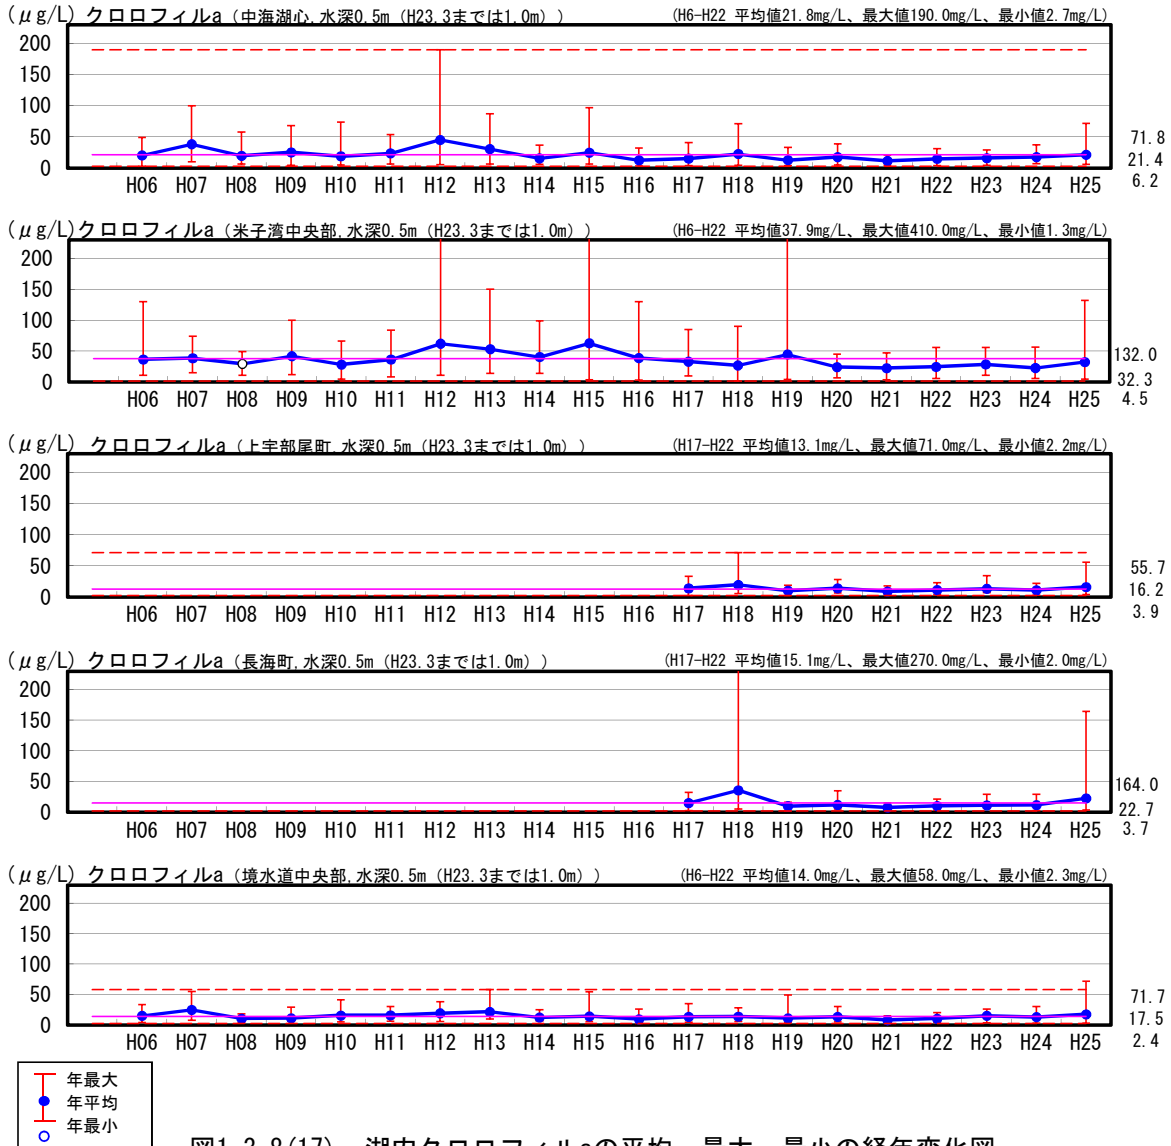 (μg/L) クロロフィルa (中海湖心,水深0.5m (H23.3までは1.0m) ) (H6-H22 平均値21.8mg/L、最大値190.0mg/L、最小値2.7mg/L)
200
150
100
50
0
71.8
21.4
6.2
H06 H07 H08 H09 H10 H11 H12 H13 H14 H15 H16 H17 H18 H19 H20 H21 H22 H23 H24 H25
(μg/L) クロロフィルa (米子湾中央部,水深0.5m (H23.3までは1.0m) ) (H6-H22 平均値37.9mg/L、最大値410.0mg/L、最小値1.3mg/L)
200
150
100
50
0
132.0
32.3
4.5
H06 H07 H08 H09 H10 H11 H12 H13 H14 H15 H16 H17 H18 H19 H20 H21 H22 H23 H24 H25
(μg/L) クロロフィルa (上宇部尾町,水深0.5m (H23.3までは1.0m) ) (H17-H22 平均値13.1mg/L、最大値71.0mg/L、最小値2.2mg/L)
200
150
100
50
0
55.7
16.2
3.9
H06 H07 H08 H09 H10 H11 H12 H13 H14 H15 H16 H17 H18 H19 H20 H21 H22 H23 H24 H25
(μg/L) クロロフィルa (長海町,水深0.5m (H23.3までは1.0m) ) (H17-H22 平均値15.1mg/L、最大値270.0mg/L、最小値2.0mg/L)
200
150
100
50
0
164.0
22.7
3.7
H06 H07 H08 H09 H10 H11 H12 H13 H14 H15 H16 H17 H18 H19 H20 H21 H22 H23 H24 H25
(μg/L) クロロフィルa (境水道中央部,水深0.5m (H23.3までは1.0m) ) (H6-H22 平均値14.0mg/L、最大値58.0mg/L、最小値2.3mg/L)
200
150
100
50
0
71.7
17.5
2.4
H06 H07 H08 H09 H10 H11 H12 H13 H14 H15 H16 H17 H18 H19 H20 H21 H22 H23 H24 H25
年最大
年平均
年最小
図1.2.8(17) 湖内クロロフィルaの平均、最大、最小の経年変化図